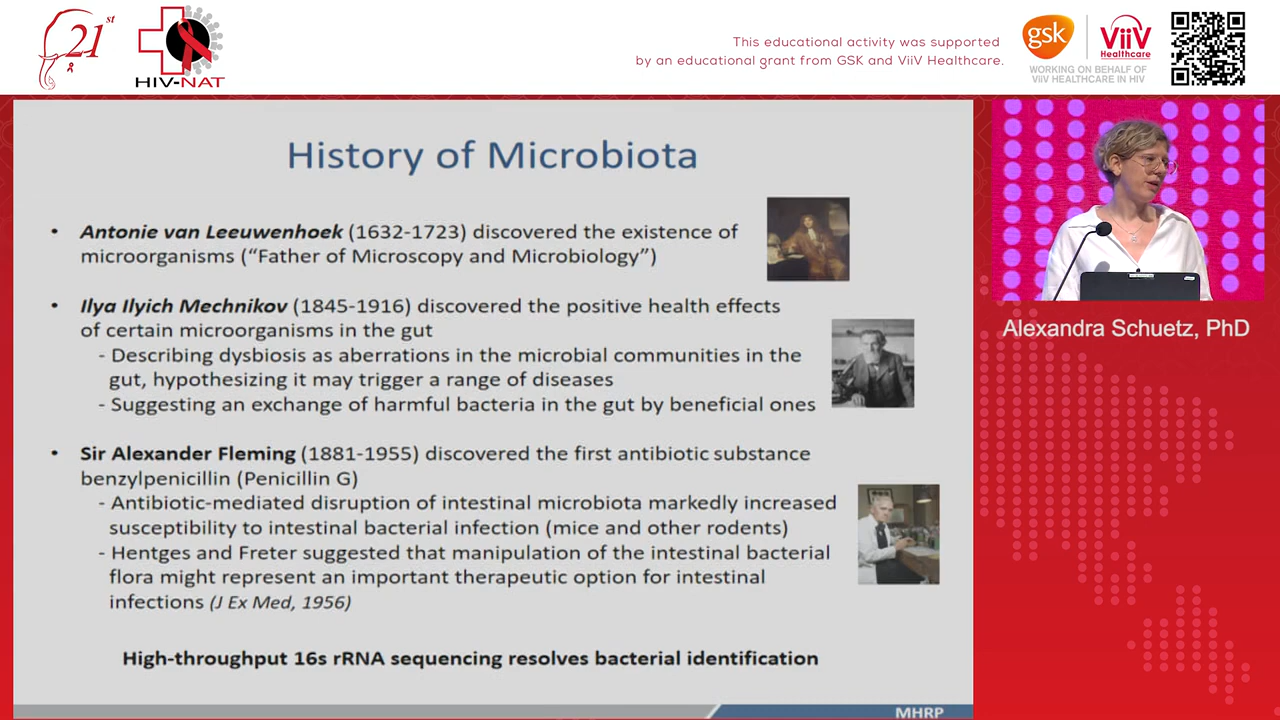 21st
HIV-NAT
This educational activity was supported
by an educational grant from GSK and ViiV Healthcare.
gsk
ViiV
Healthcare
WORKING ON BEHALF OF
VIIV HEALTHCARE IN HIV
History of Microbiota
• Antonie van Leeuwenhoek (1632-1723) discovered the existence of
microorganisms (“Father of Microscopy and Microbiology”)
• Ilya Ilyich Mechnikov (1845-1916) discovered the positive health effects
of certain microorganisms in the gut
- Describing dysbiosis as aberrations in the microbial communities in the
gut, hypothesizing it may trigger a range of diseases
- Suggesting an exchange of harmful bacteria in the gut by beneficial ones
• Sir Alexander Fleming (1881-1955) discovered the first antibiotic substance
benzylpenicillin (Penicillin G)
- Antibiotic-mediated disruption of intestinal microbiota markedly increased
susceptibility to intestinal bacterial infection (mice and other rodents)
- Hentges and Freter suggested that manipulation of the intestinal bacterial
flora might represent an important therapeutic option for intestinal
infections (J Ex Med, 1956)
High-throughput 16s rRNA sequencing resolves bacterial identification
MHRP
Alexandra Schuetz, PhD